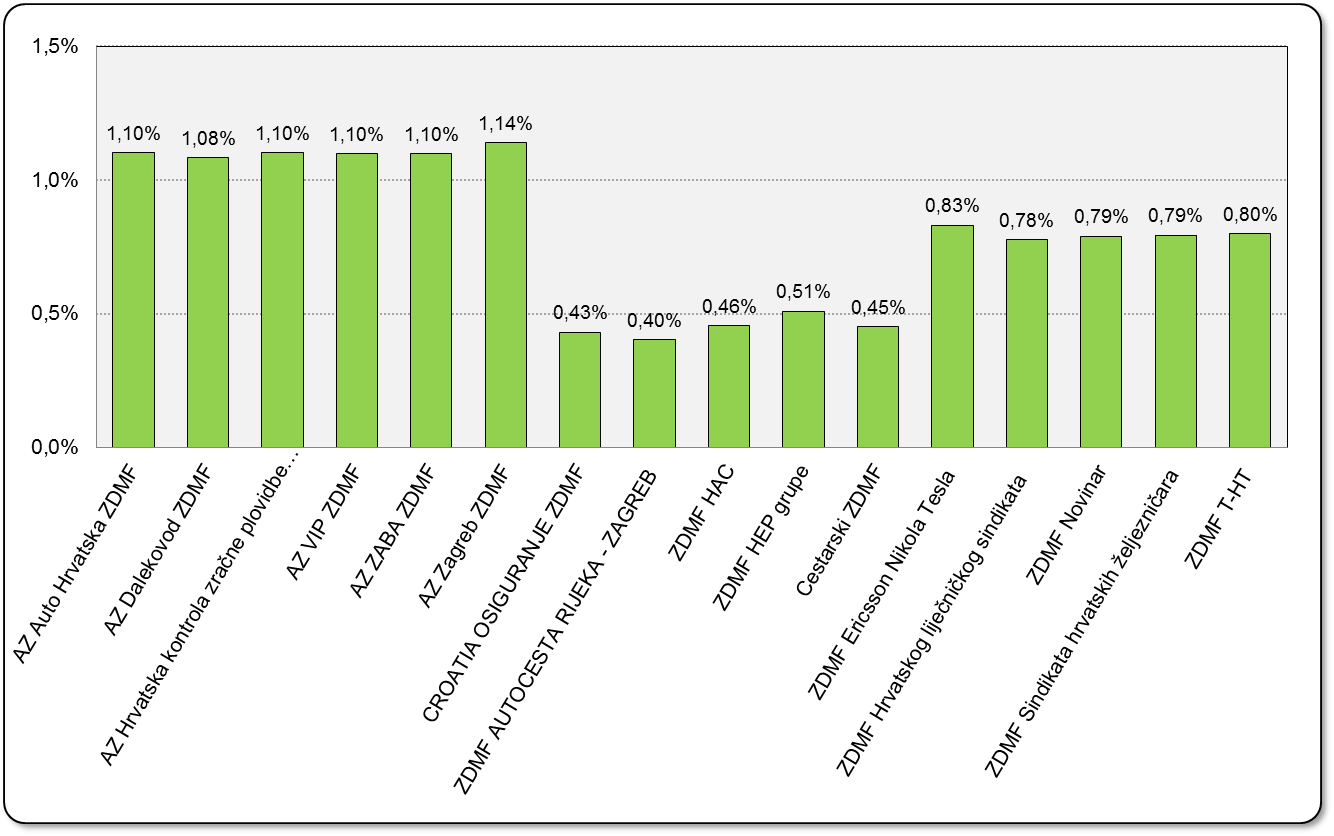 1,5%
1,0%
0,5%
0,0%
1,10%
1,08%
1,10%
1,10%
1,10%
1,14%
0,43%
0,40%
0,46%
0,51%
0,45%
0,83%
0,78%
0,79%
0,79%
0,80%
AZ Auto Hrvatska ZDMF
AZ Dalekovod ZDMF
AZ Hrvatska kontrola zračne plovidbe…
AZ VIP ZDMF
AZ ZABA ZDMF
AZ Zagreb ZDMF
CROATIA OSIGURANJE ZDMF
ZDMF AUTOCESTA RIJEKA - ZAGREB
ZDMF HAC
ZDMF HEP grupe
Cestarski ZDMF
ZDMF Ericsson Nikola Tesla
ZDMF Hrvatskog liječničkog sindikata
ZDMF Novinar
ZDMF Sindikata hrvatskih željezničara
ZDMF T-HT